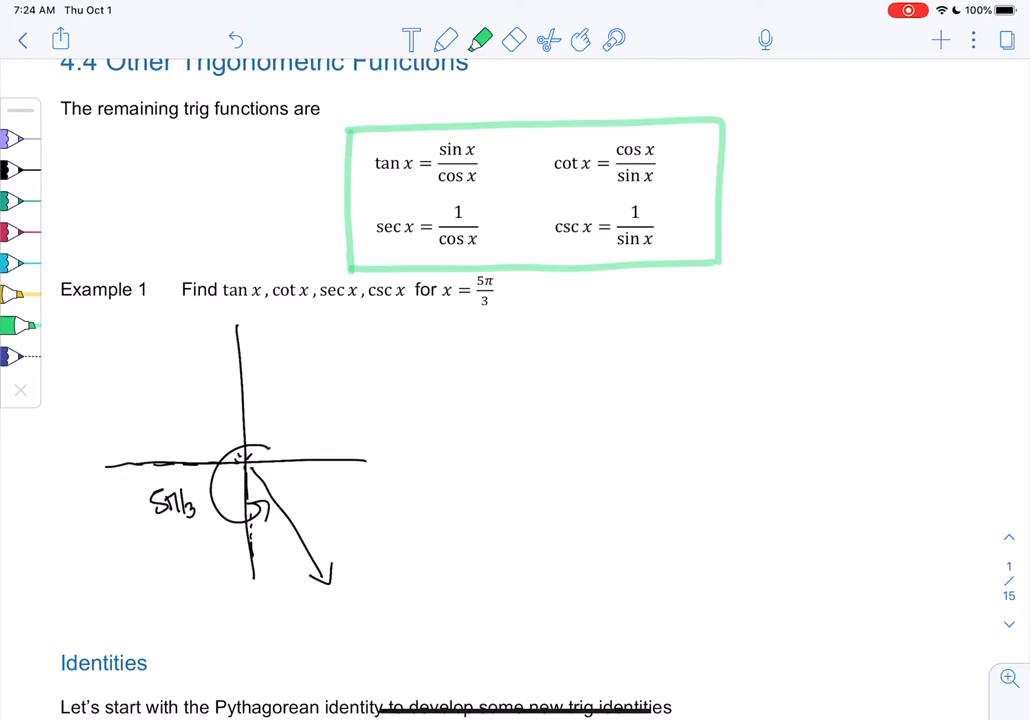 7:24 AM Thu Oct 1 100%
4.4 Other Trigonometric Functions
The remaining trig functions are
tan x = sin x / cos x cot x = cos x / sin x
sec x = 1 / cos x csc x = 1 / sin x
Example 1 Find tan x , cot x , sec x , csc x for x = 5π/3
5π/3
1
/
15
Identities
Let's start with the Pythagorean identity to develop some new trig identities